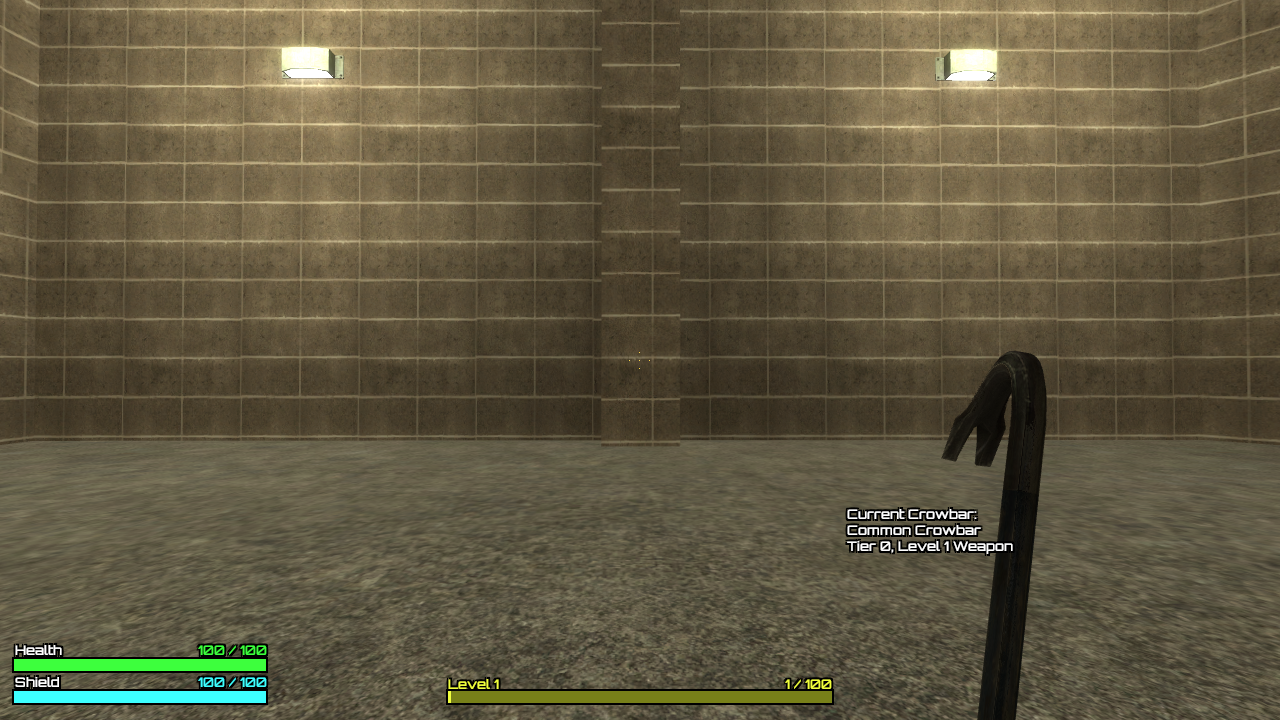 Current Crowbar:
Common Crowbar
Tier 0, Level 1 Weapon
Health 100 / 100
Shield 100 / 100
Level 1 1 / 100